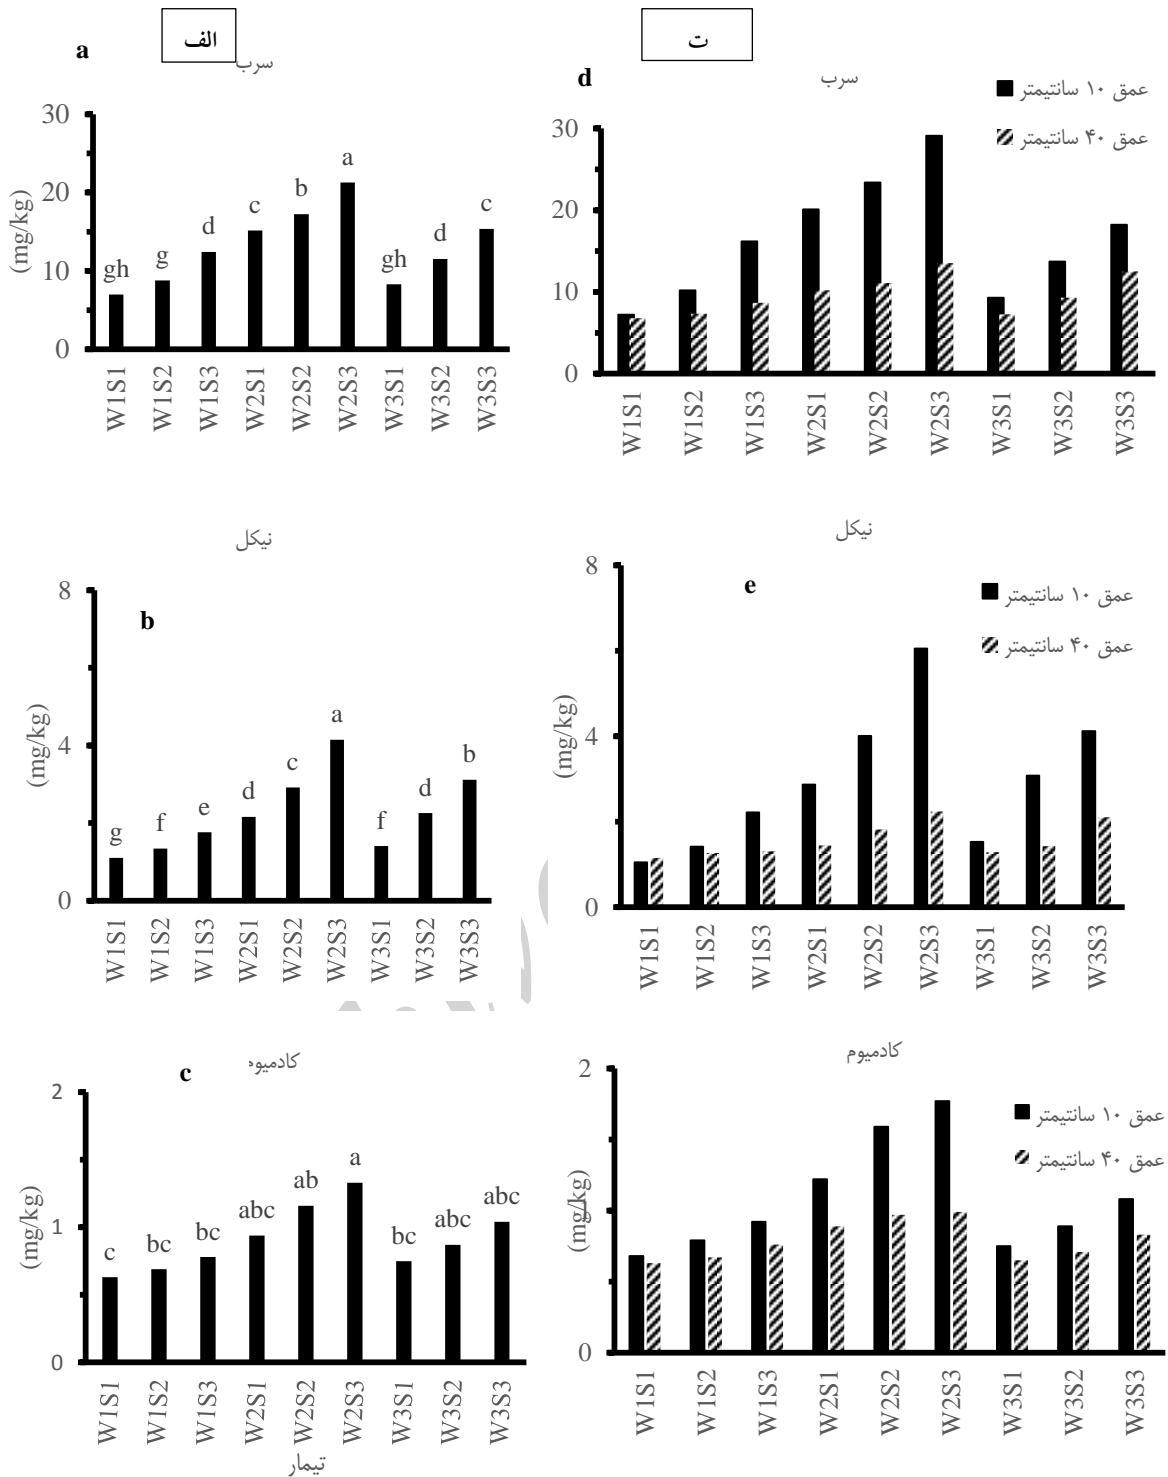 الف
a
سرب
30
20
10
0
(mg/kg)
gh
g
d
c
b
a
gh
d
c
W1S1
W1S2
W1S3
W2S1
W2S2
W2S3
W3S1
W3S2
W3S3
ت
d
سرب
عمق ۱۰ سانتیمتر
عمق ۴۰ سانتیمتر
30
20
10
0
(mg/kg)
W1S1
W1S2
W1S3
W2S1
W2S2
W2S3
W3S1
W3S2
W3S3
نیکل
b
8
4
0
(mg/kg)
g
f
e
d
c
a
f
d
b
W1S1
W1S2
W1S3
W2S1
W2S2
W2S3
W3S1
W3S2
W3S3
نیکل
e
عمق ۱۰ سانتیمتر
عمق ۴۰ سانتیمتر
8
4
0
(mg/kg)
W1S1
W1S2
W1S3
W2S1
W2S2
W2S3
W3S1
W3S2
W3S3
کادمیوم
c
2
1
0
(mg/kg)
c
bc
bc
abc
ab
a
bc
abc
abc
W1S1
W1S2
W1S3
W2S1
W2S2
W2S3
W3S1
W3S2
W3S3
تیمار
کادمیوم
عمق ۱۰ سانتیمتر
عمق ۴۰ سانتیمتر
2
1
0
(mg/kg)
W1S1
W1S2
W1S3
W2S1
W2S2
W2S3
W3S1
W3S2
W3S3